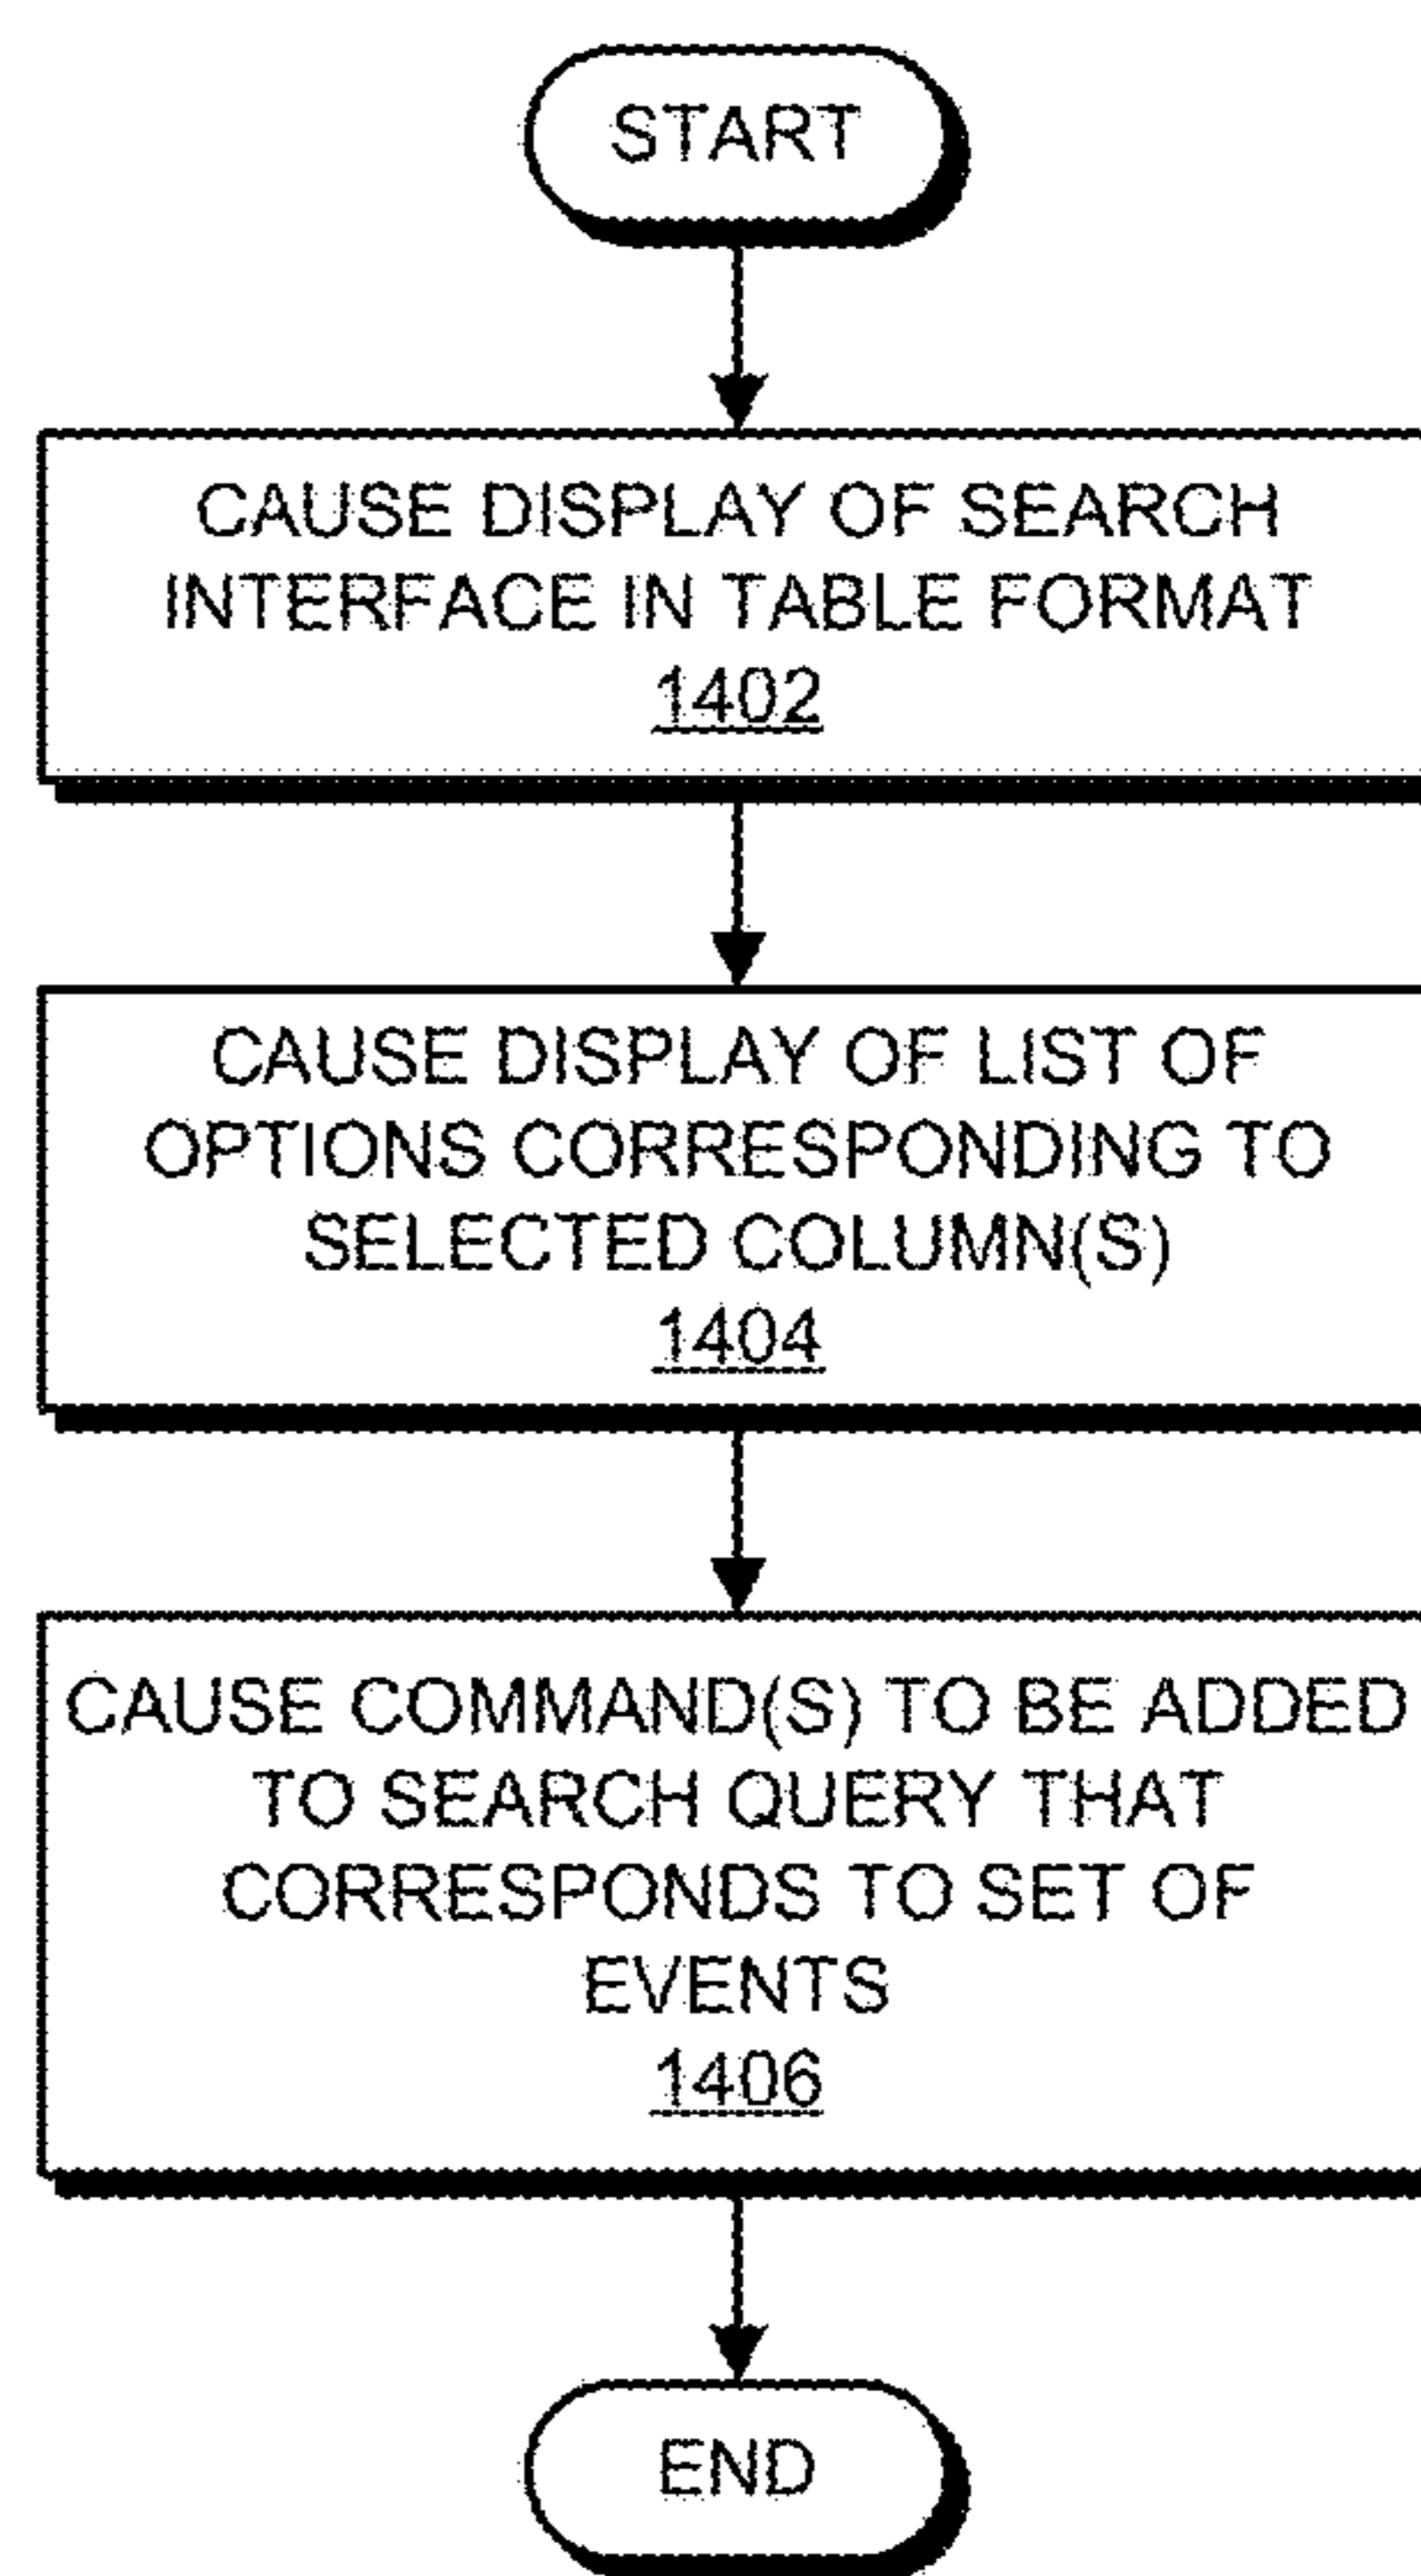 START
CAUSE DISPLAY OF SEARCH
INTERFACE IN TABLE FORMAT
1402
CAUSE DISPLAY OF LIST OF
OPTIONS CORRESPONDING TO
SELECTED COLUMN(S)
1404
CAUSE COMMAND(S) TO BE ADDED
TO SEARCH QUERY THAT
CORRESPONDS TO SET OF
EVENTS
1406
END